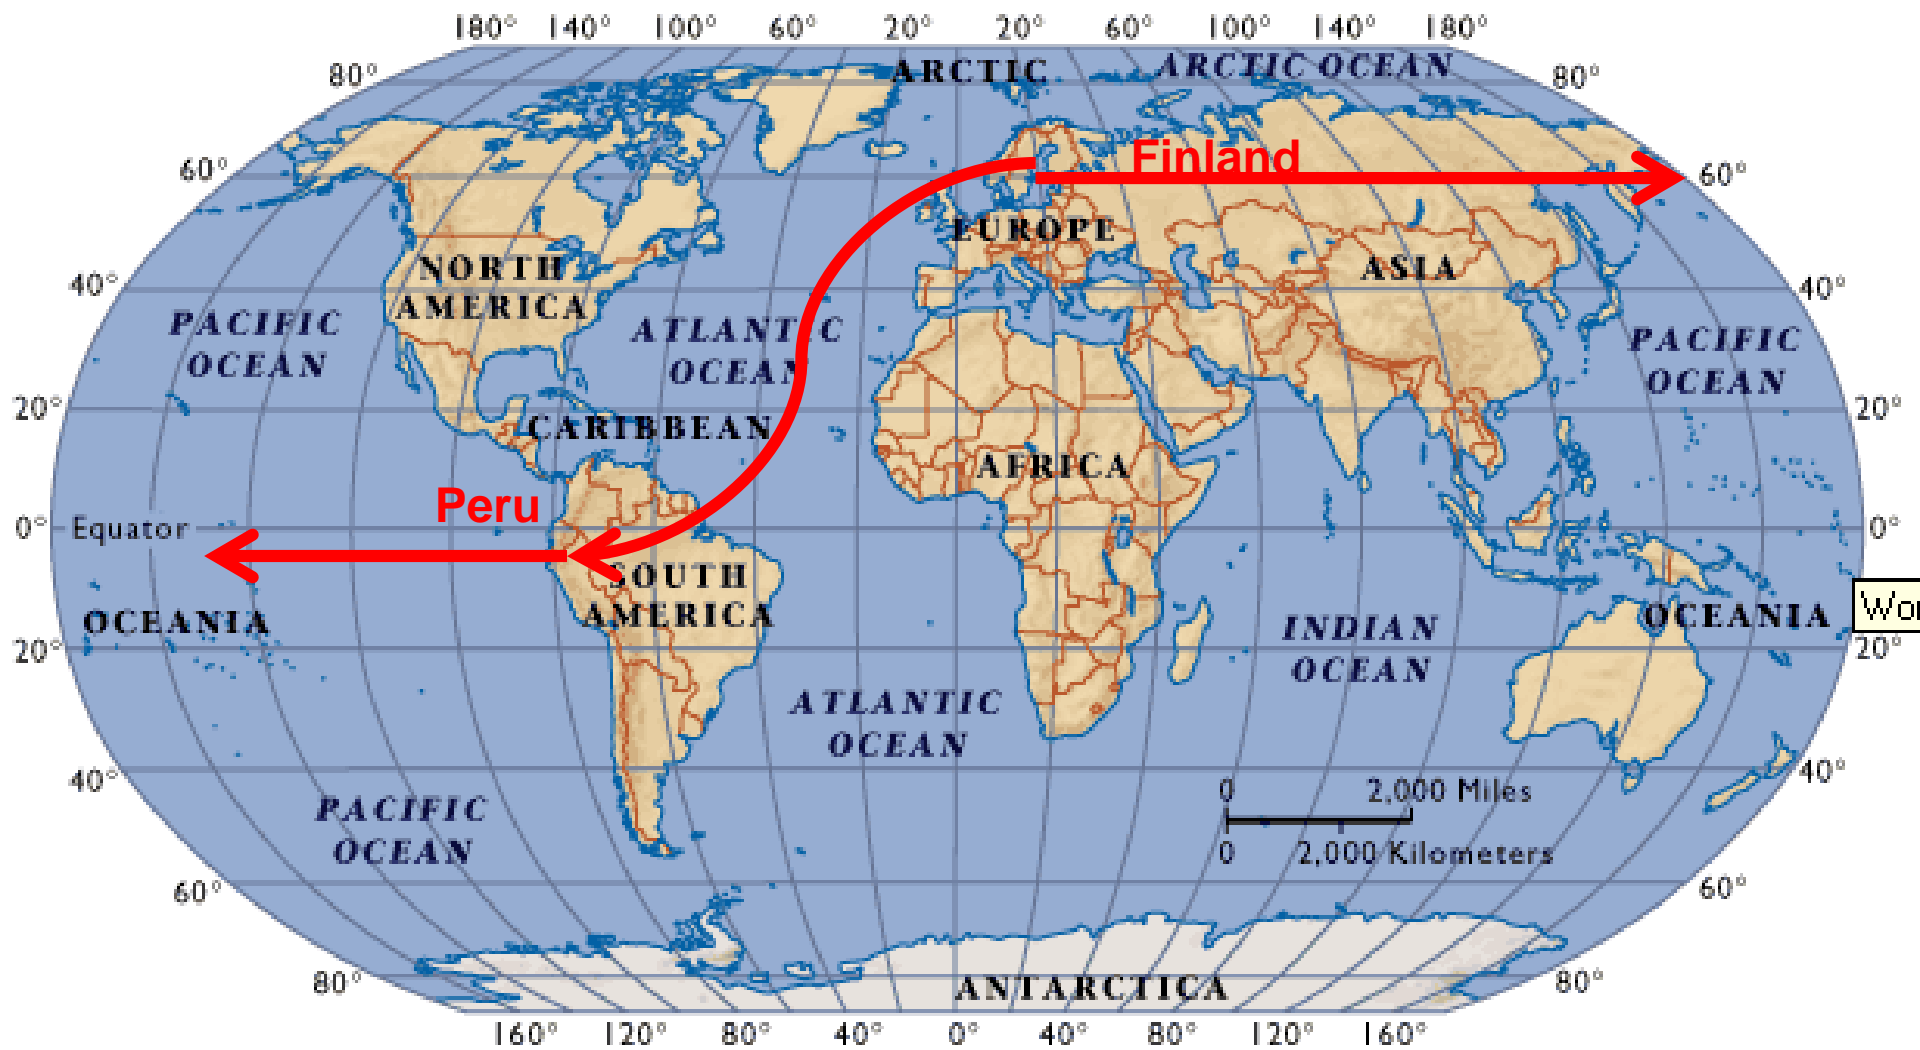 180° 140° 100° 60° 20° 20° 60° 100° 140° 180°
ARCTIC
ARCTIC OCEAN
80°
80°
60°
Finland
60°
EUROPE
NORTH
AMERICA
ASIA
40°
40°
PACIFIC
OCEAN
ATLANTIC
OCEAN
PACIFIC
OCEAN
20°
20°
CARIBBEAN
AFRICA
Peru
0°
Equator
0°
SOUTH
AMERICA
OCEANIA
OCEANIA
Wor
INDIAN
OCEAN
20°
20°
ATLANTIC
OCEAN
40°
40°
PACIFIC
OCEAN
0 2,000 Miles
0 2,000 Kilometers
60°
60°
80°
80°
ANTARCTICA
160° 120° 80° 40° 0° 40° 80° 120° 160°